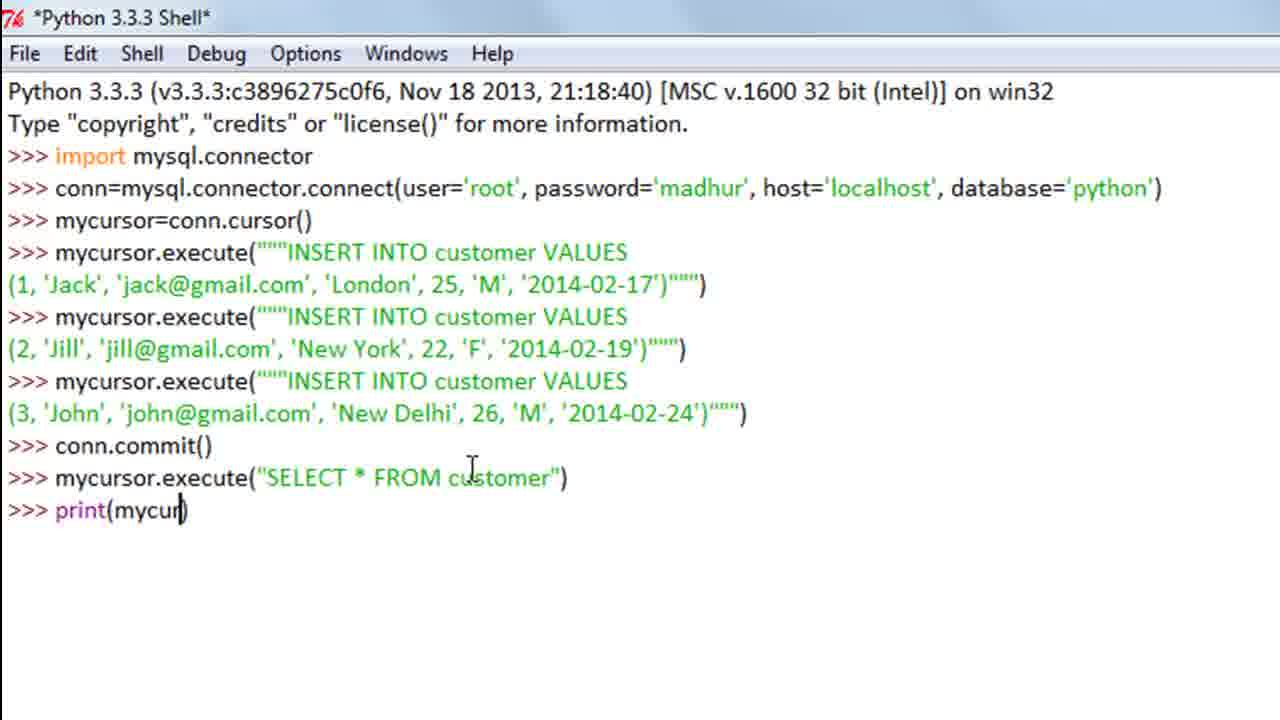 *Python 3.3.3 Shell*
File Edit Shell Debug Options Windows Help
Python 3.3.3 (v3.3.3:c3896275c0f6, Nov 18 2013, 21:18:40) [MSC v.1600 32 bit (Intel)] on win32
Type "copyright", "credits" or "license()" for more information.
>>> import mysql.connector
>>> conn=mysql.connector.connect(user='root', password='madhur', host='localhost', database='python')
>>> mycursor=conn.cursor()
>>> mycursor.execute("""INSERT INTO customer VALUES
(1, 'Jack', 'jack@gmail.com', 'London', 25, 'M', '2014-02-17')""")
>>> mycursor.execute("""INSERT INTO customer VALUES
(2, 'Jill', 'jill@gmail.com', 'New York', 22, 'F', '2014-02-19')""")
>>> mycursor.execute("""INSERT INTO customer VALUES
(3, 'John', 'john@gmail.com', 'New Delhi', 26, 'M', '2014-02-24')""")
>>> conn.commit()
>>> mycursor.execute("SELECT * FROM customer")
>>> print(mycur)